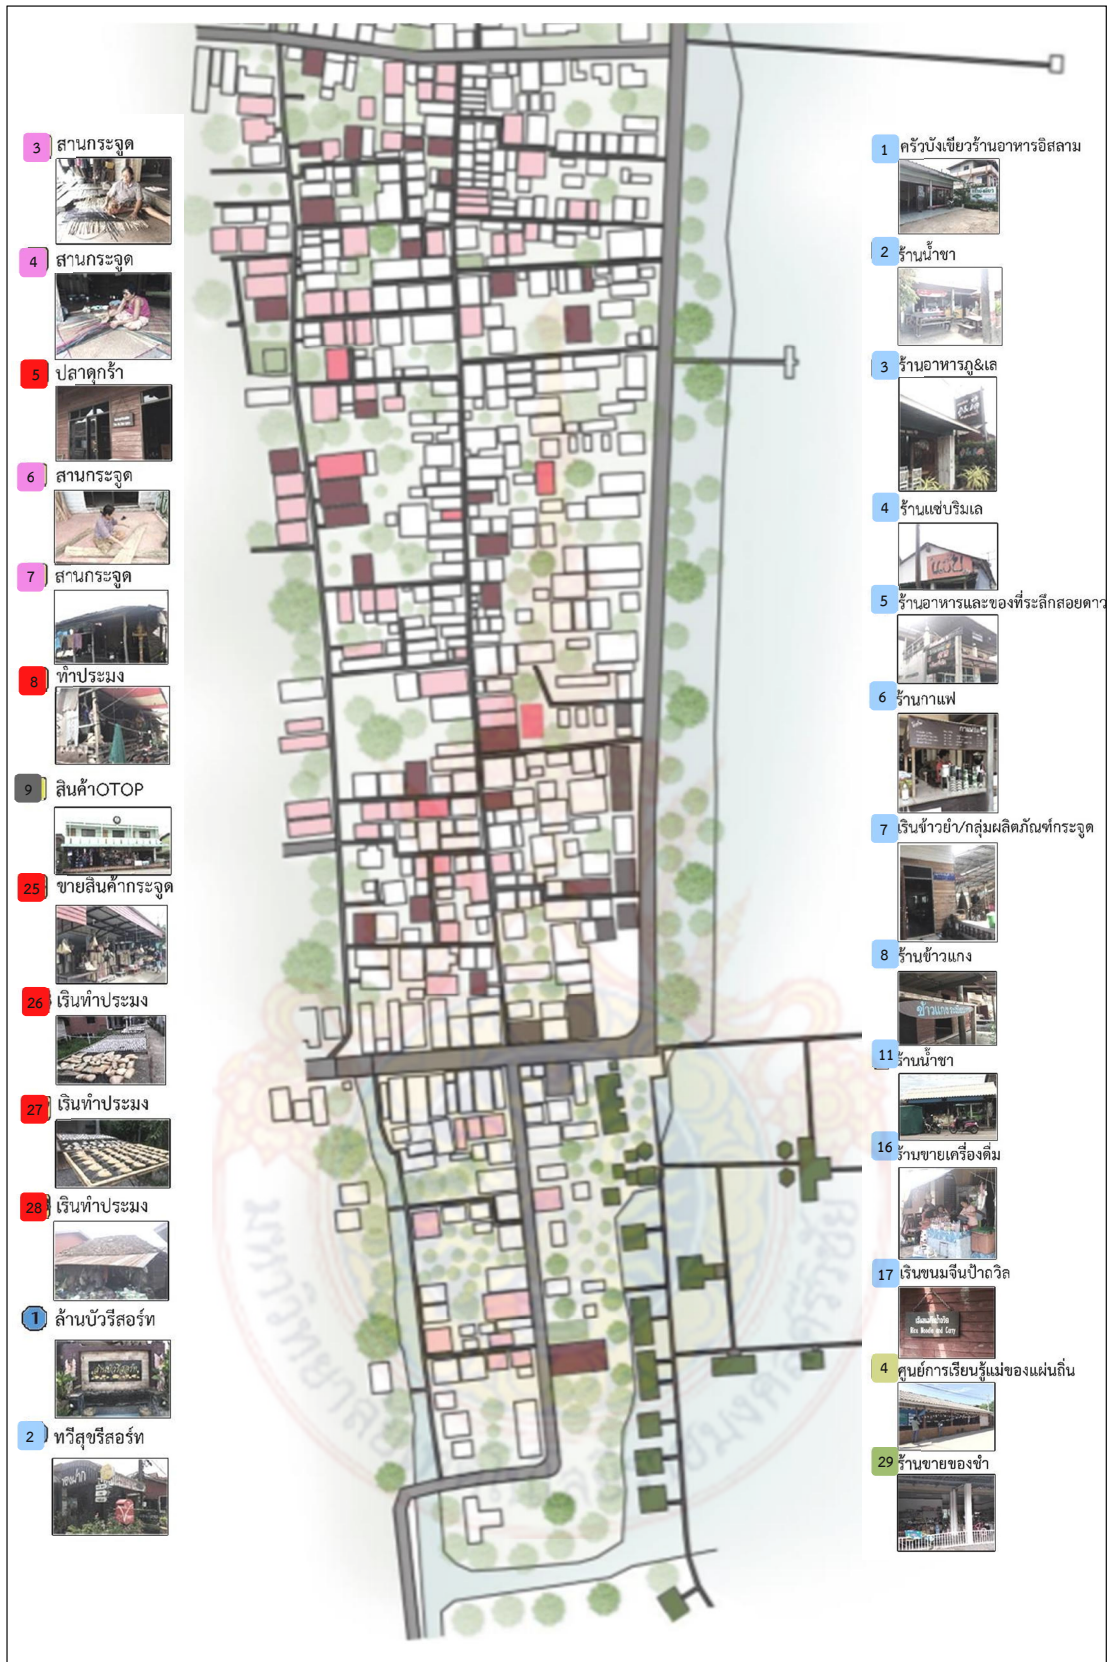 3 สานกระจูด
4 สานกระจูด
5 ปลาดุกร้า
6 สานกระจูด
7 สานกระจูด
8 ทำประมง
9 สินค้าOTOP
25 ขายสินค้ากระจูด
26 เรินทำประมง
27 เรินทำประมง
28 เรินทำประมง
1 ล้านบัวรีสอร์ท
2 ทวีสุขรีสอร์ท
1 ครัวบังเขียวร้านอาหารอิสลาม
2 ร้านน้ำชา
3 ร้านอาหารภู&เล
ภู&เล
4 ร้านแซ่บริมเล
5 ร้านอาหารและของที่ระลึกสอยดาว
6 ร้านกาแฟ
7 เรินข้าวยำ/กลุ่มผลิตภัณฑ์กระจูด
8 ร้านข้าวแกง
11 ร้านน้ำชา
16 ร้านขายเครื่องดื่ม
17 เรินขนมจีนป้าถวิล
Rice Noodle and Curry
4 ศูนย์การเรียนรู้แม่ของแผ่นถิ่น
29 ร้านขายของชำ